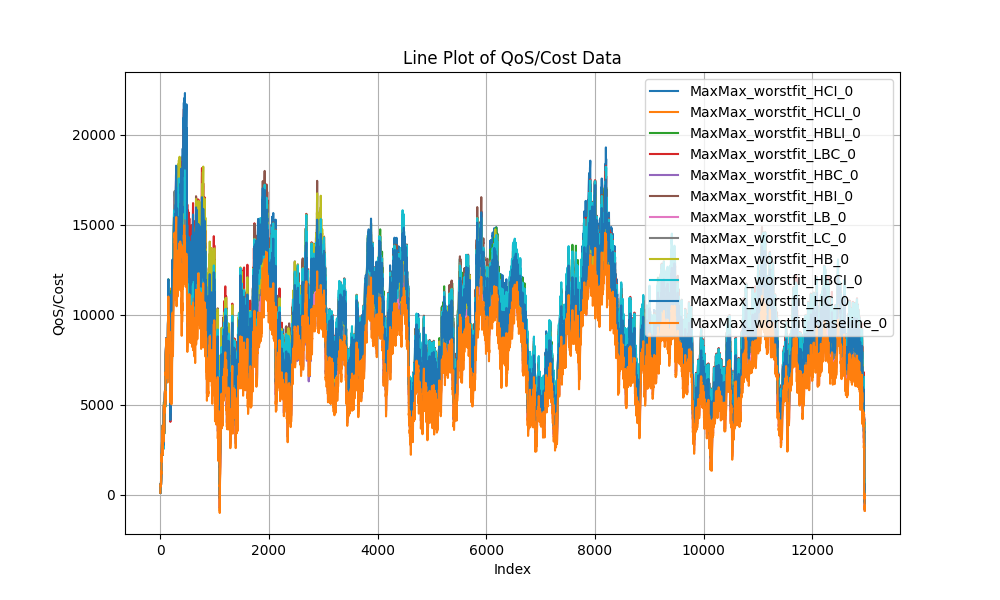 Line Plot of QoS/Cost Data
MaxMax_worstfit_HCI_0
MaxMax_worstfit_HCLI_0
MaxMax_worstfit_HBLI_0
MaxMax_worstfit_LBC_0
MaxMax_worstfit_HBC_0
MaxMax_worstfit_HBI_0
MaxMax_worstfit_LB_0
MaxMax_worstfit_LC_0
MaxMax_worstfit_HB_0
MaxMax_worstfit_HBCI_0
MaxMax_worstfit_HC_0
MaxMax_worstfit_baseline_0
QoS/Cost
20000
15000
10000
5000
0
0 2000 4000 6000 8000 10000 12000
Index